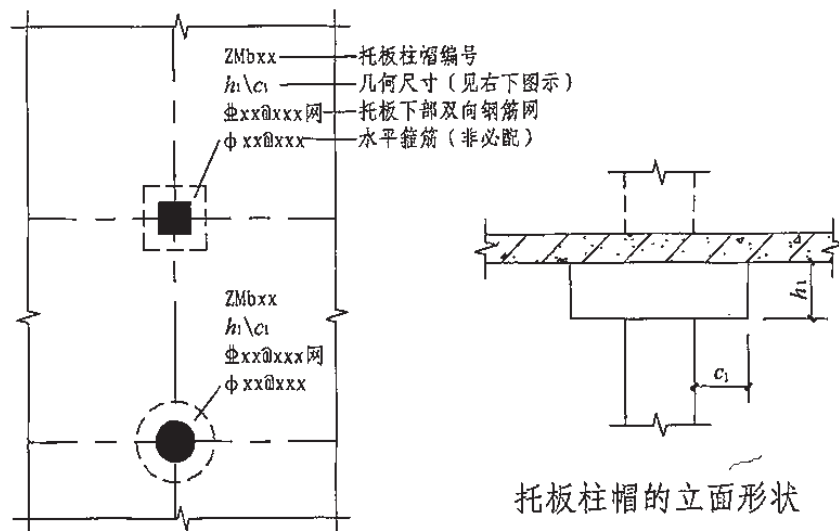 ZMbxx 托板柱帽编号
h₁\c₁ 几何尺寸(见右下图示)
⏀xx@xxx网 托板下部双向钢筋网
ϕxx@xxx 水平箍筋(非必配)
ZMbxx
h₁\c₁
⏀xx@xxx网
ϕxx@xxx
h₁
c₁
托板柱帽的立面形状